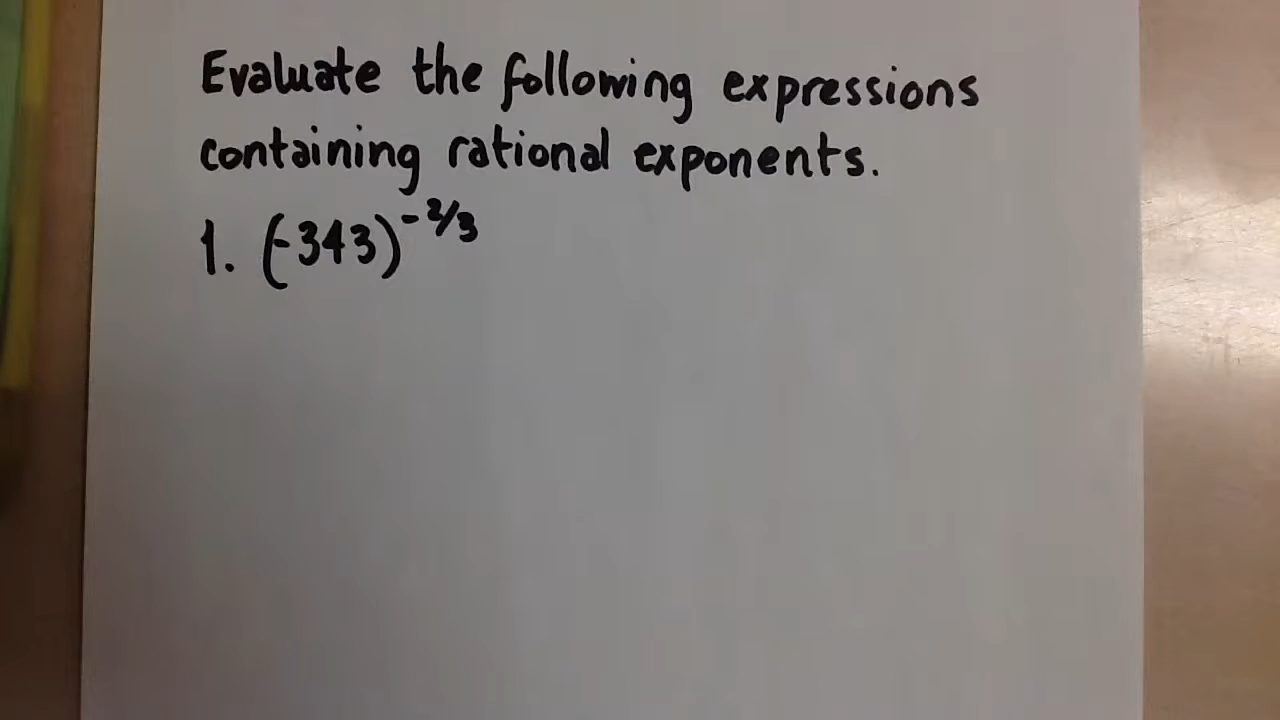 Evaluate the following expressions
containing rational exponents.
1. (-343)^-2/3